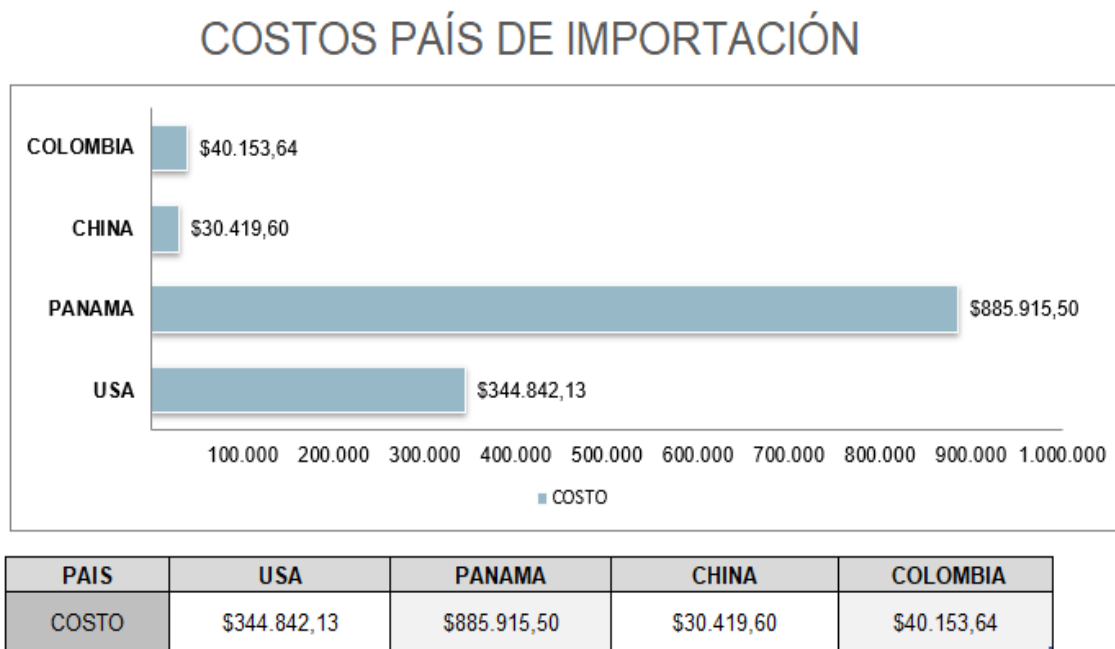 COSTOS PAÍS DE IMPORTACIÓN
COLOMBIA $40.153,64
CHINA $30.419,60
PANAMA $885.915,50
USA $344.842,13
100.000 200.000 300.000 400.000 500.000 600.000 700.000 800.000 900.000 1.000.000
COSTO
PAIS USA PANAMA CHINA COLOMBIA
COSTO $344.842,13 $885.915,50 $30.419,60 $40.153,64